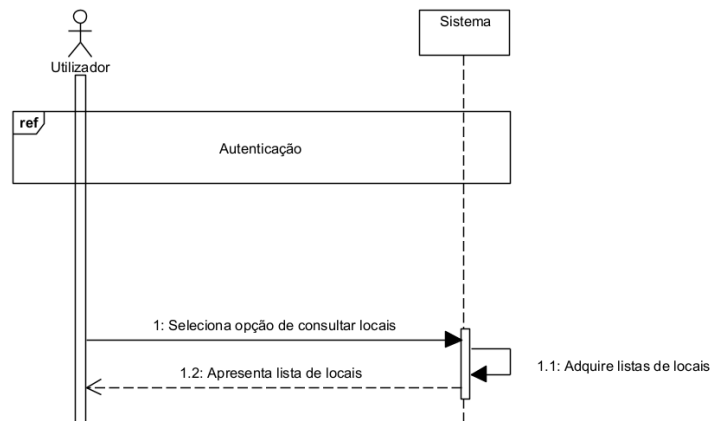 Utilizador
Sistema
ref
Autenticação
1: Seleciona opção de consultar locais
1.1: Adquire listas de locais
1.2: Apresenta lista de locais